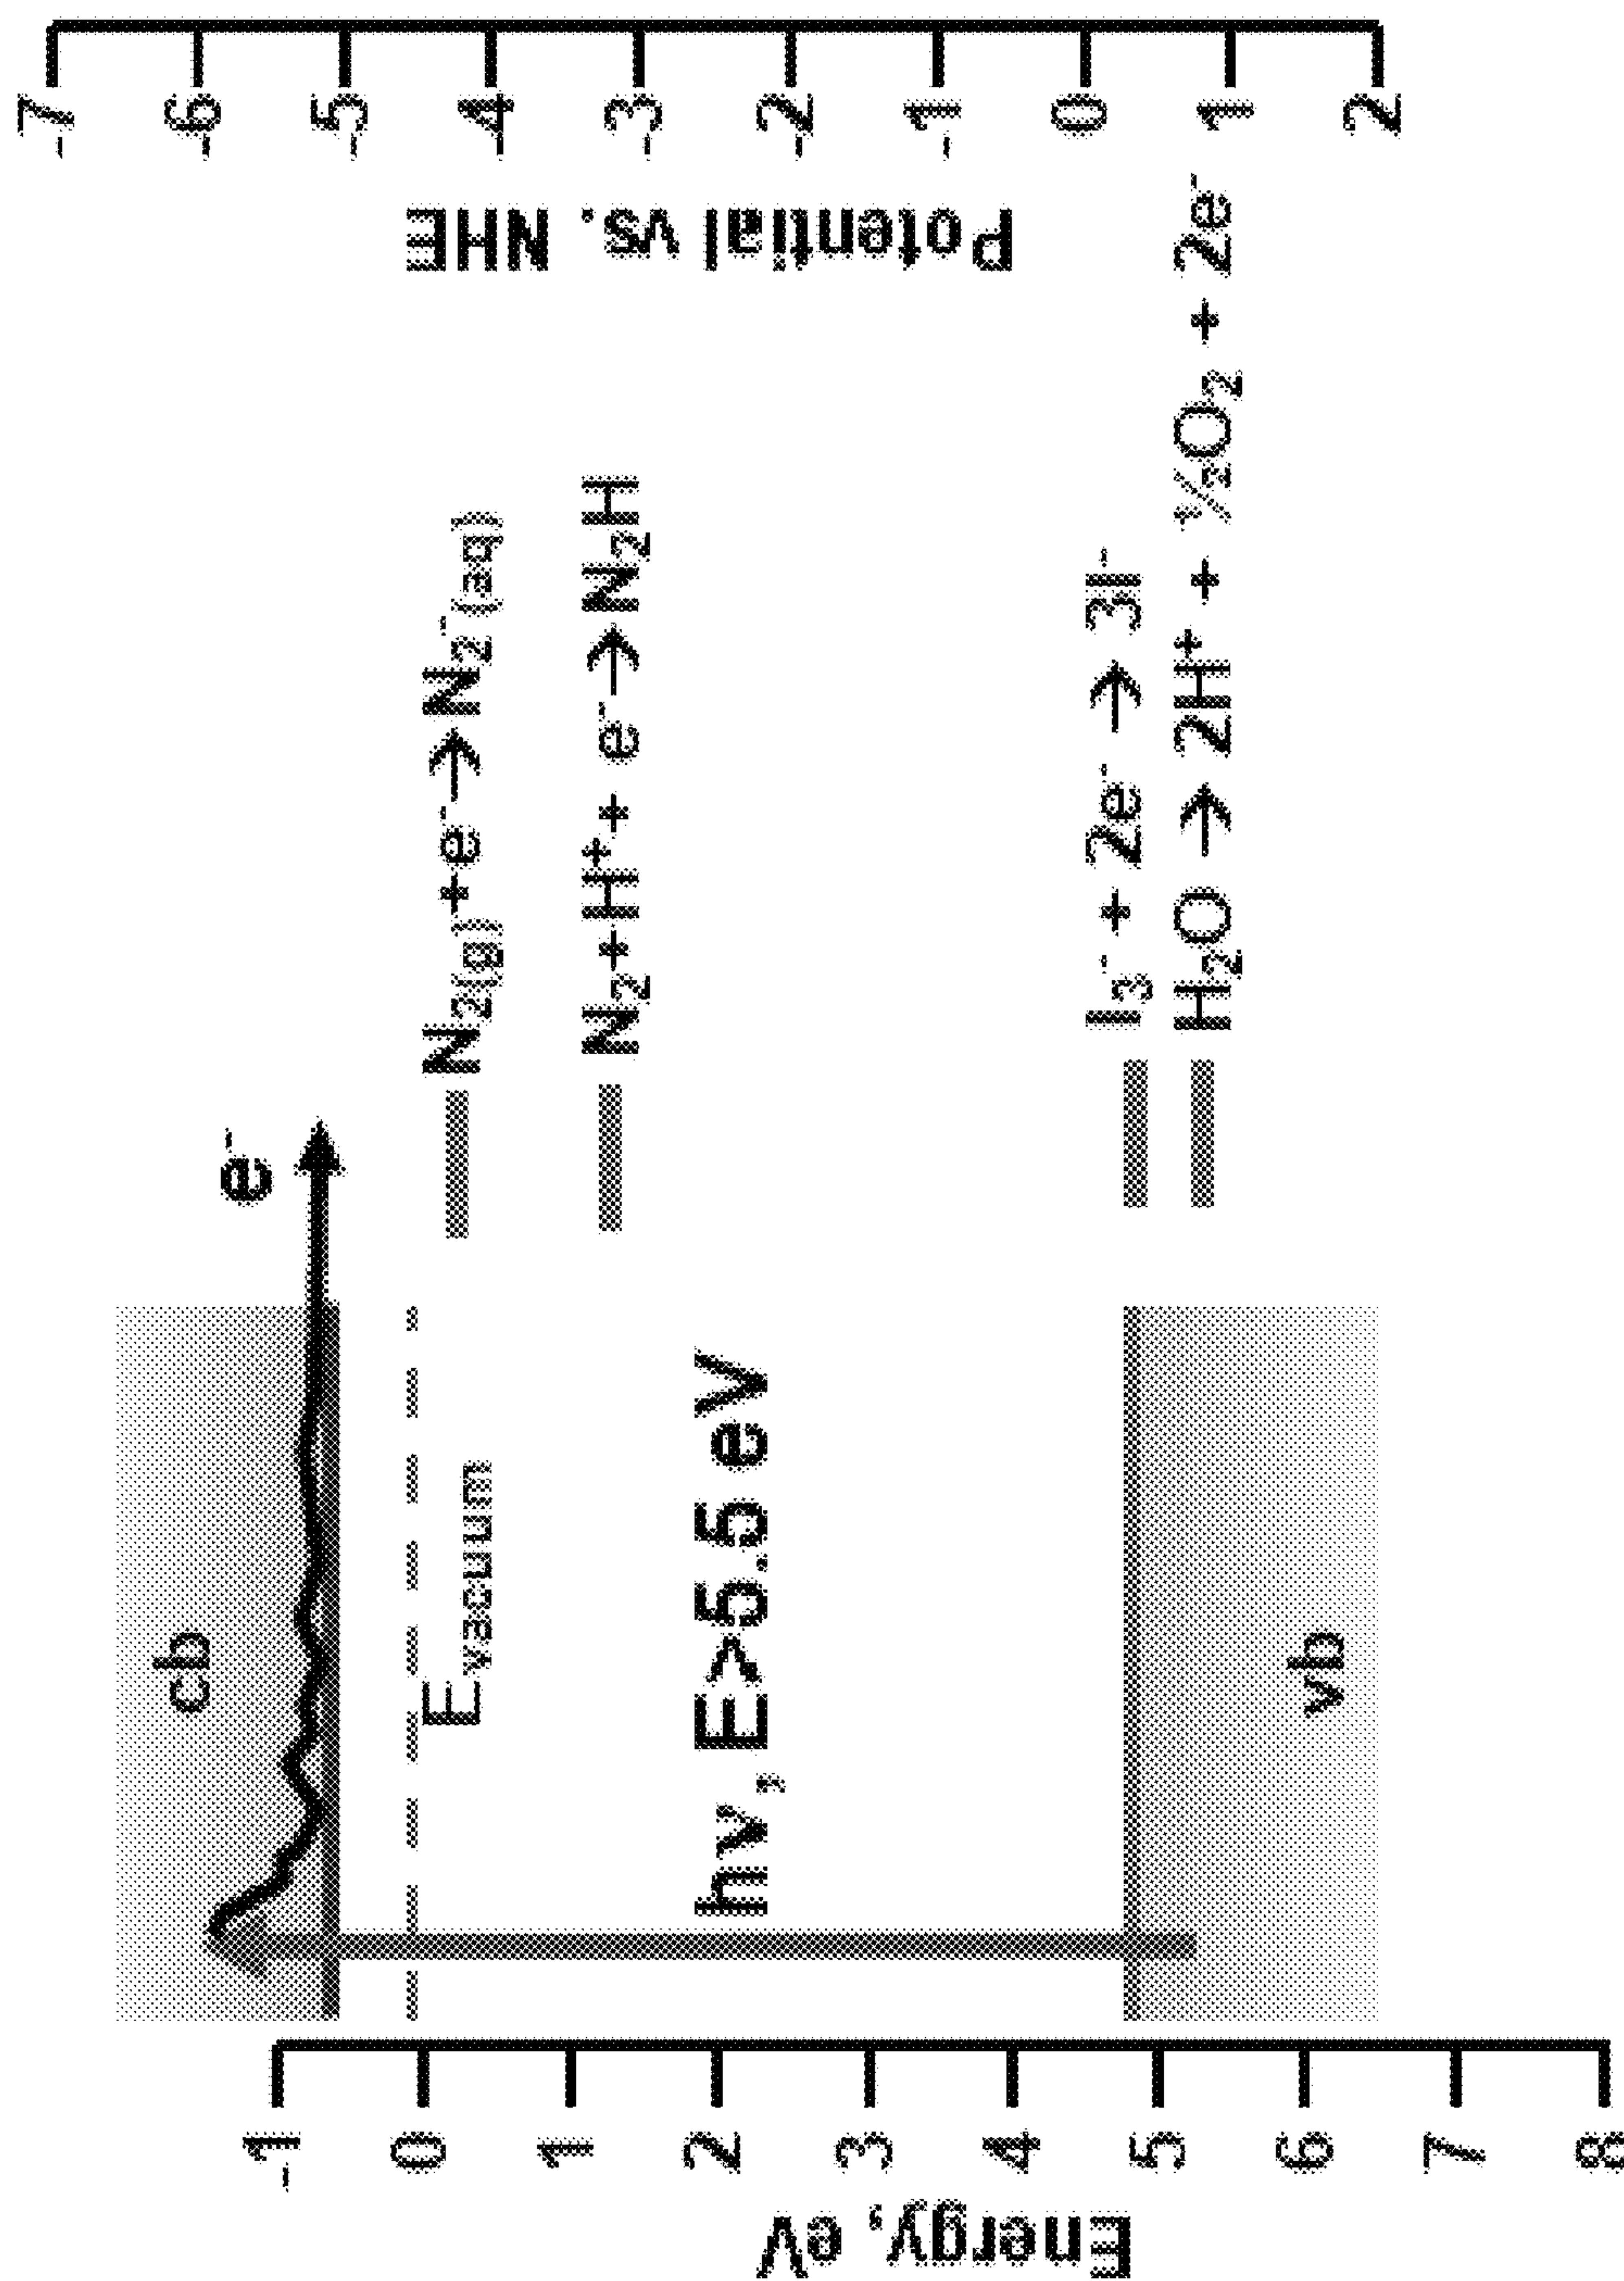 Energy, eV
-1
0
1
2
3
4
5
6
7
8
cb
e⁻
E_vacuum
hν, E>5.5 eV
vb
N₂(g)+e⁻→N₂⁻(aq)
N₂+H⁺+ e⁻→N₂H
I₃⁻ + 2e⁻ → 3I⁻
H₂O → 2H⁺ + ½O₂ + 2e⁻
Potential vs. NHE
-7
-6
-5
-4
-3
-2
-1
0
1
2